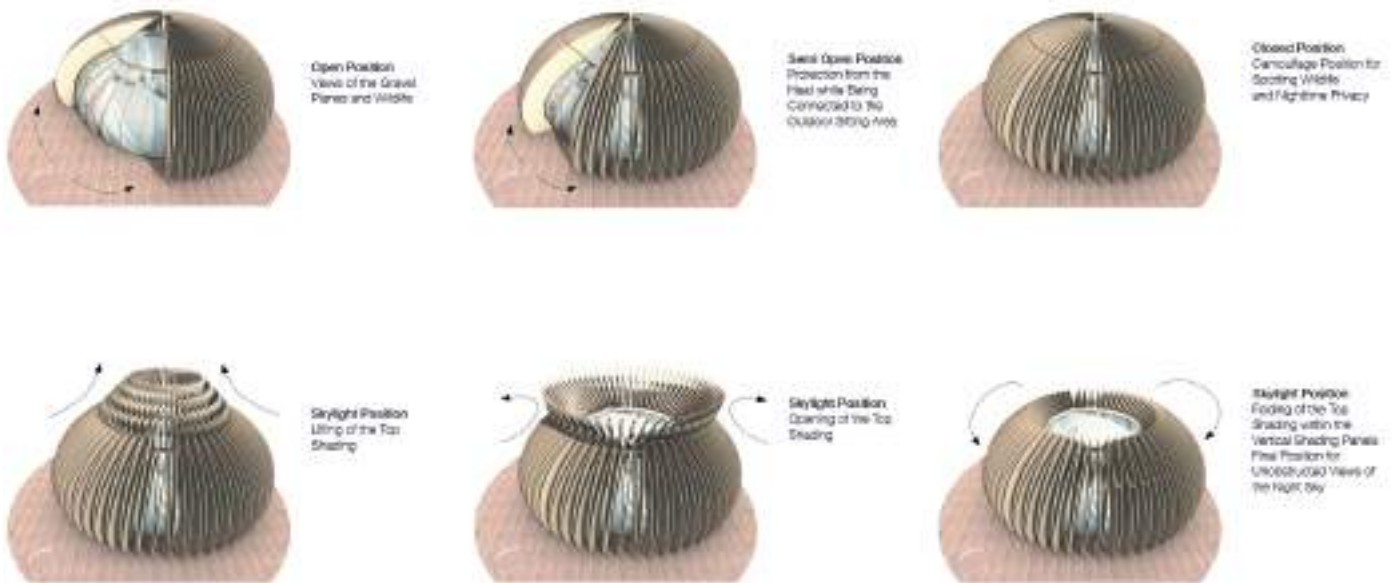 Open Position
Views of the Gravel
Planes and Wildlife
Semi Open Position
Protection from the
Heat while Being
Connected to the
Outdoor Sitting Area
Closed Position
Camouflage Position for
Spotting Wildlife
and Nighttime Privacy
Skylight Position
Lifting of the Top
Shading
Skylight Position
Opening of the Top
Shading
Skylight Position
Folding of the Top
Shading within the
Vertical Shading Panels
Final Position for
Unobstructed Views of
the Night Sky